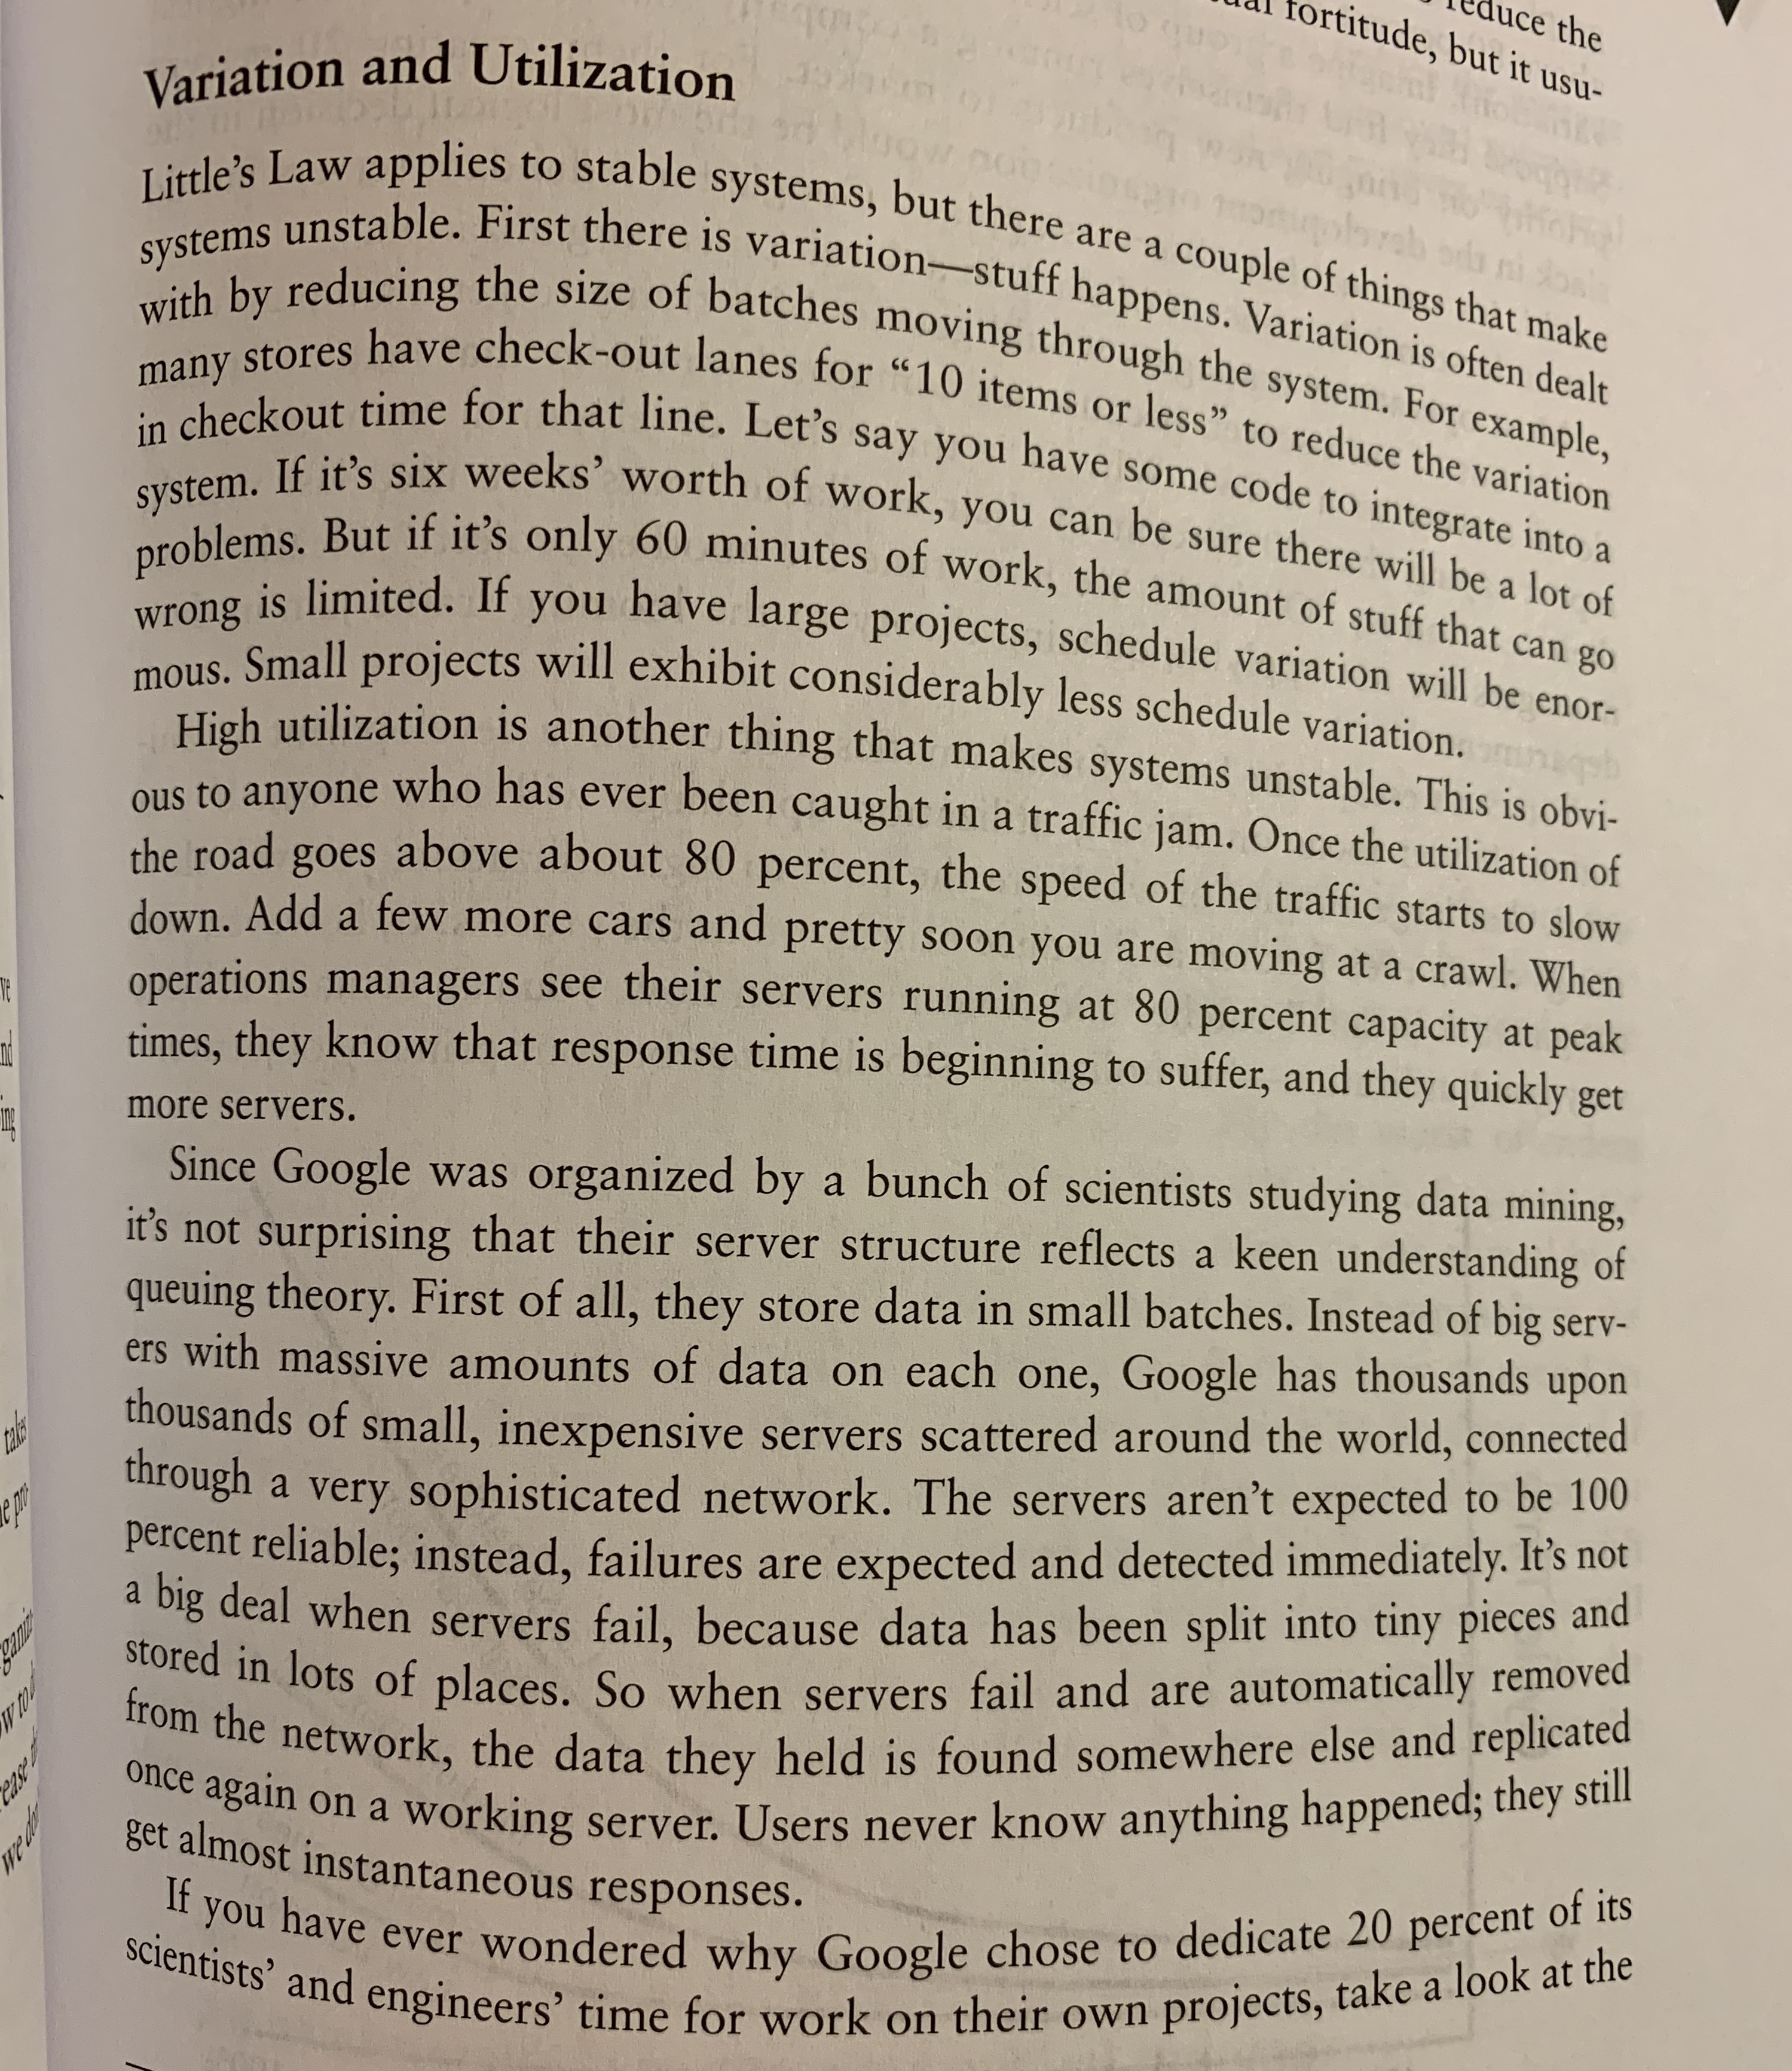 reduce the
fortitude, but it usu-
Variation and Utilization
Little’s Law applies to stable systems, but there are a couple of things that make
systems unstable. First there is variation—stuff happens. Variation is often dealt
with by reducing the size of batches moving through the system. For example,
many stores have check-out lanes for “10 items or less” to reduce the variation
in checkout time for that line. Let’s say you have some code to integrate into a
system. If it’s six weeks’ worth of work, you can be sure there will be a lot of
problems. But if it’s only 60 minutes of work, the amount of stuff that can go
wrong is limited. If you have large projects, schedule variation will be enor-
mous. Small projects will exhibit considerably less schedule variation.
High utilization is another thing that makes systems unstable. This is obvi-
ous to anyone who has ever been caught in a traffic jam. Once the utilization of
the road goes above about 80 percent, the speed of the traffic starts to slow
down. Add a few more cars and pretty soon you are moving at a crawl. When
operations managers see their servers running at 80 percent capacity at peak
times, they know that response time is beginning to suffer, and they quickly get
more servers.
Since Google was organized by a bunch of scientists studying data mining,
it’s not surprising that their server structure reflects a keen understanding of
queuing theory. First of all, they store data in small batches. Instead of big serv-
ers with massive amounts of data on each one, Google has thousands upon
thousands of small, inexpensive servers scattered around the world, connected
through a very sophisticated network. The servers aren’t expected to be 100
percent reliable; instead, failures are expected and detected immediately. It’s not
a big deal when servers fail, because data has been split into tiny pieces and
stored in lots of places. So when servers fail and are automatically removed
from the network, the data they held is found somewhere else and replicated
once again on a working server. Users never know anything happened; they still
get almost instantaneous responses.
If you have ever wondered why Google chose to dedicate 20 percent of its
scientists’ and engineers’ time for work on their own projects, take a look at the